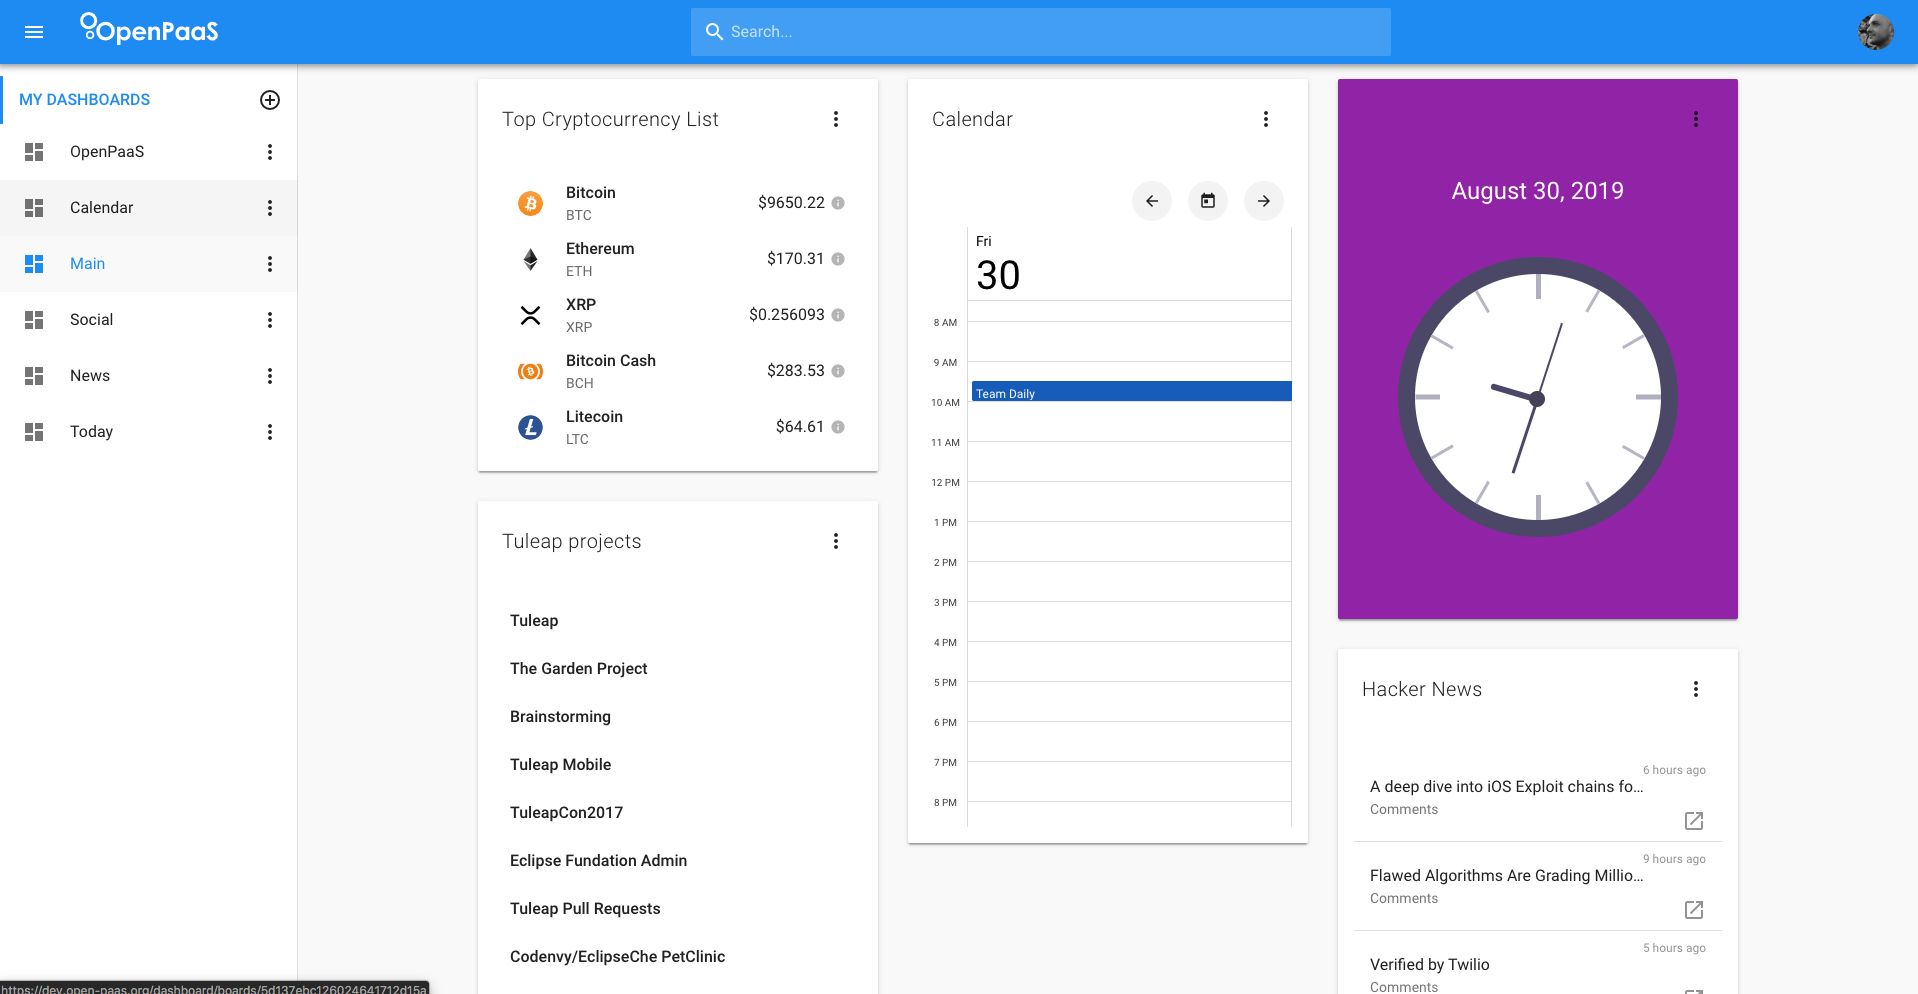 OpenPaaS
Search...
MY DASHBOARDS
OpenPaaS
Calendar
Main
Social
News
Today
Top Cryptocurrency List
Bitcoin
BTC
$9650.22
Ethereum
ETH
$170.31
XRP
XRP
$0.256093
Bitcoin Cash
BCH
$283.53
Litecoin
LTC
$64.61
Tuleap projects
Tuleap
The Garden Project
Brainstorming
Tuleap Mobile
TuleapCon2017
Eclipse Fundation Admin
Tuleap Pull Requests
Codenvy/EclipseChe PetClinic
Calendar
Fri
30
8 AM
9 AM
Team Daily
10 AM
11 AM
12 PM
1 PM
2 PM
3 PM
4 PM
5 PM
6 PM
7 PM
8 PM
August 30, 2019
Hacker News
6 hours ago
A deep dive into iOS Exploit chains fo...
Comments
9 hours ago
Flawed Algorithms Are Grading Millio...
Comments
5 hours ago
Verified by Twilio
Comments
https://dev.open-paas.org/dashboard/boards/5d137ebc126024641712d15a